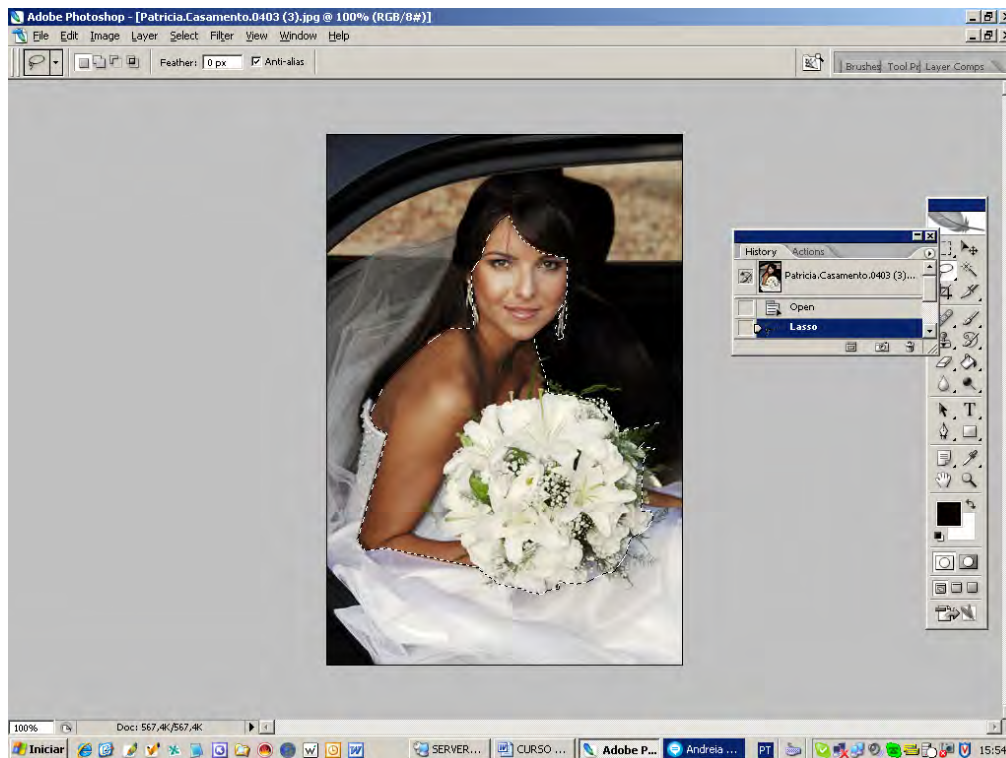 Adobe Photoshop - [Patricia.Casamento.0403 (3).jpg @ 100% (RGB/8#)]
File Edit Image Layer Select Filter View Window Help
Feather: 0 px Anti-alias
Brushes Tool Pr Layer Comps
History Actions
Patricia.Casamento.0403 (3)...
Open
Lasso
T
100% Doc: 567,4K/567,4K
Iniciar SERVER... CURSO ... Adobe P... Andreia ... PT 15:54